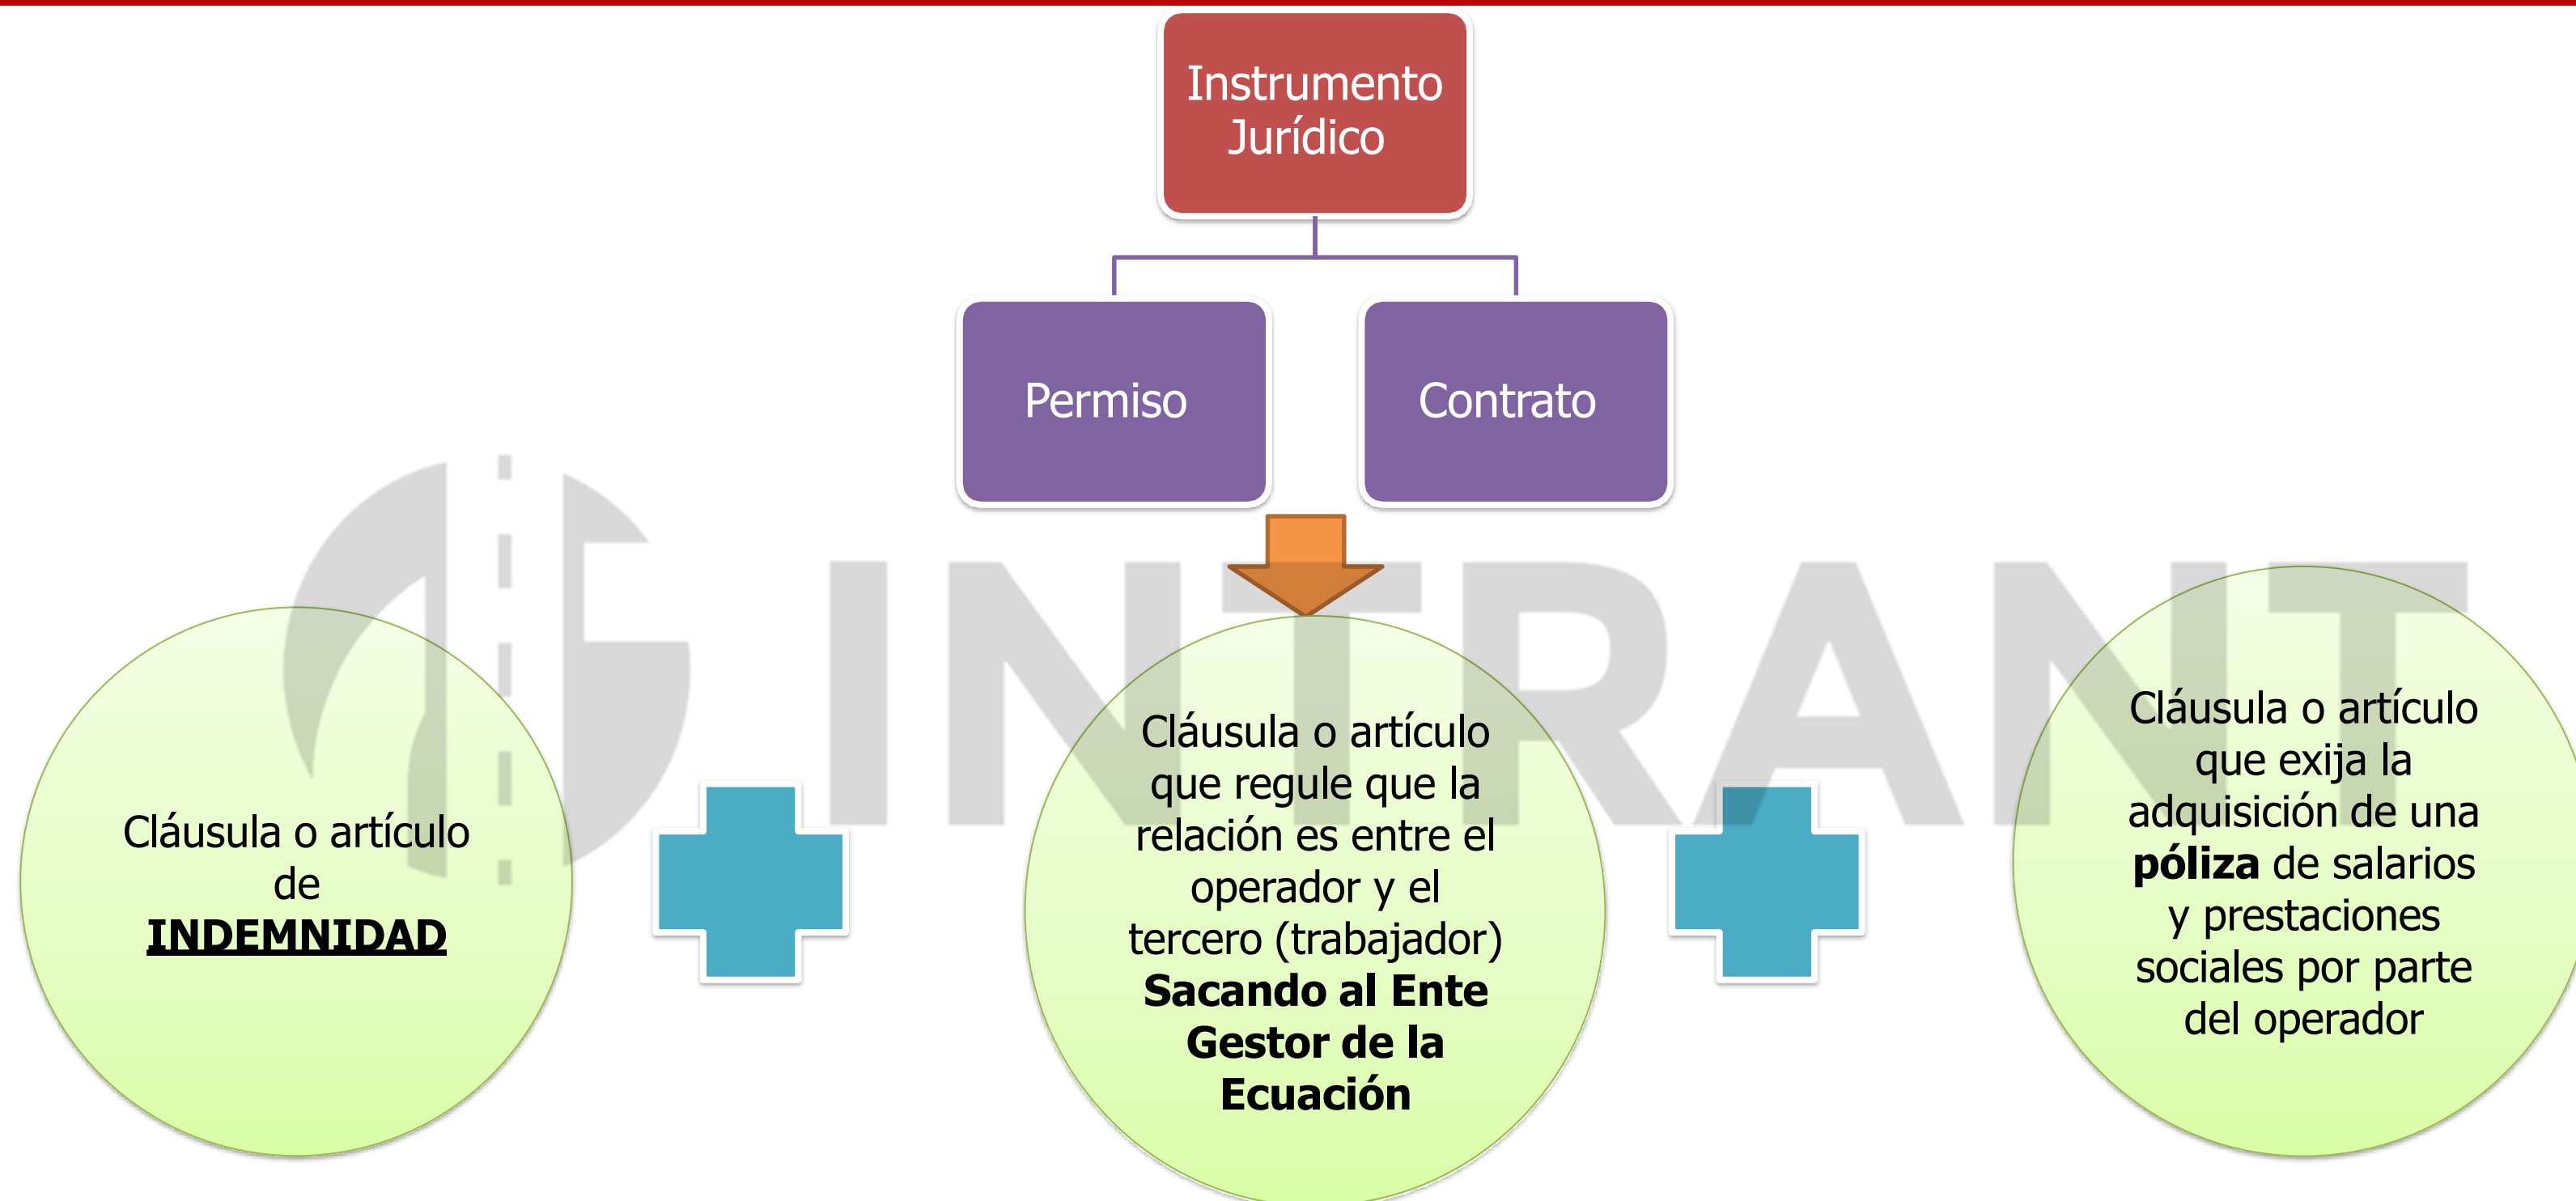 Instrumento
Jurídico
Permiso
Contrato
INTRANT
Cláusula o artículo
de
INDEMNIDAD
Cláusula o artículo
que regule que la
relación es entre el
operador y el
tercero (trabajador)
Sacando al Ente
Gestor de la
Ecuación
Cláusula o artículo
que exija la
adquisición de una
póliza de salarios
y prestaciones
sociales por parte
del operador